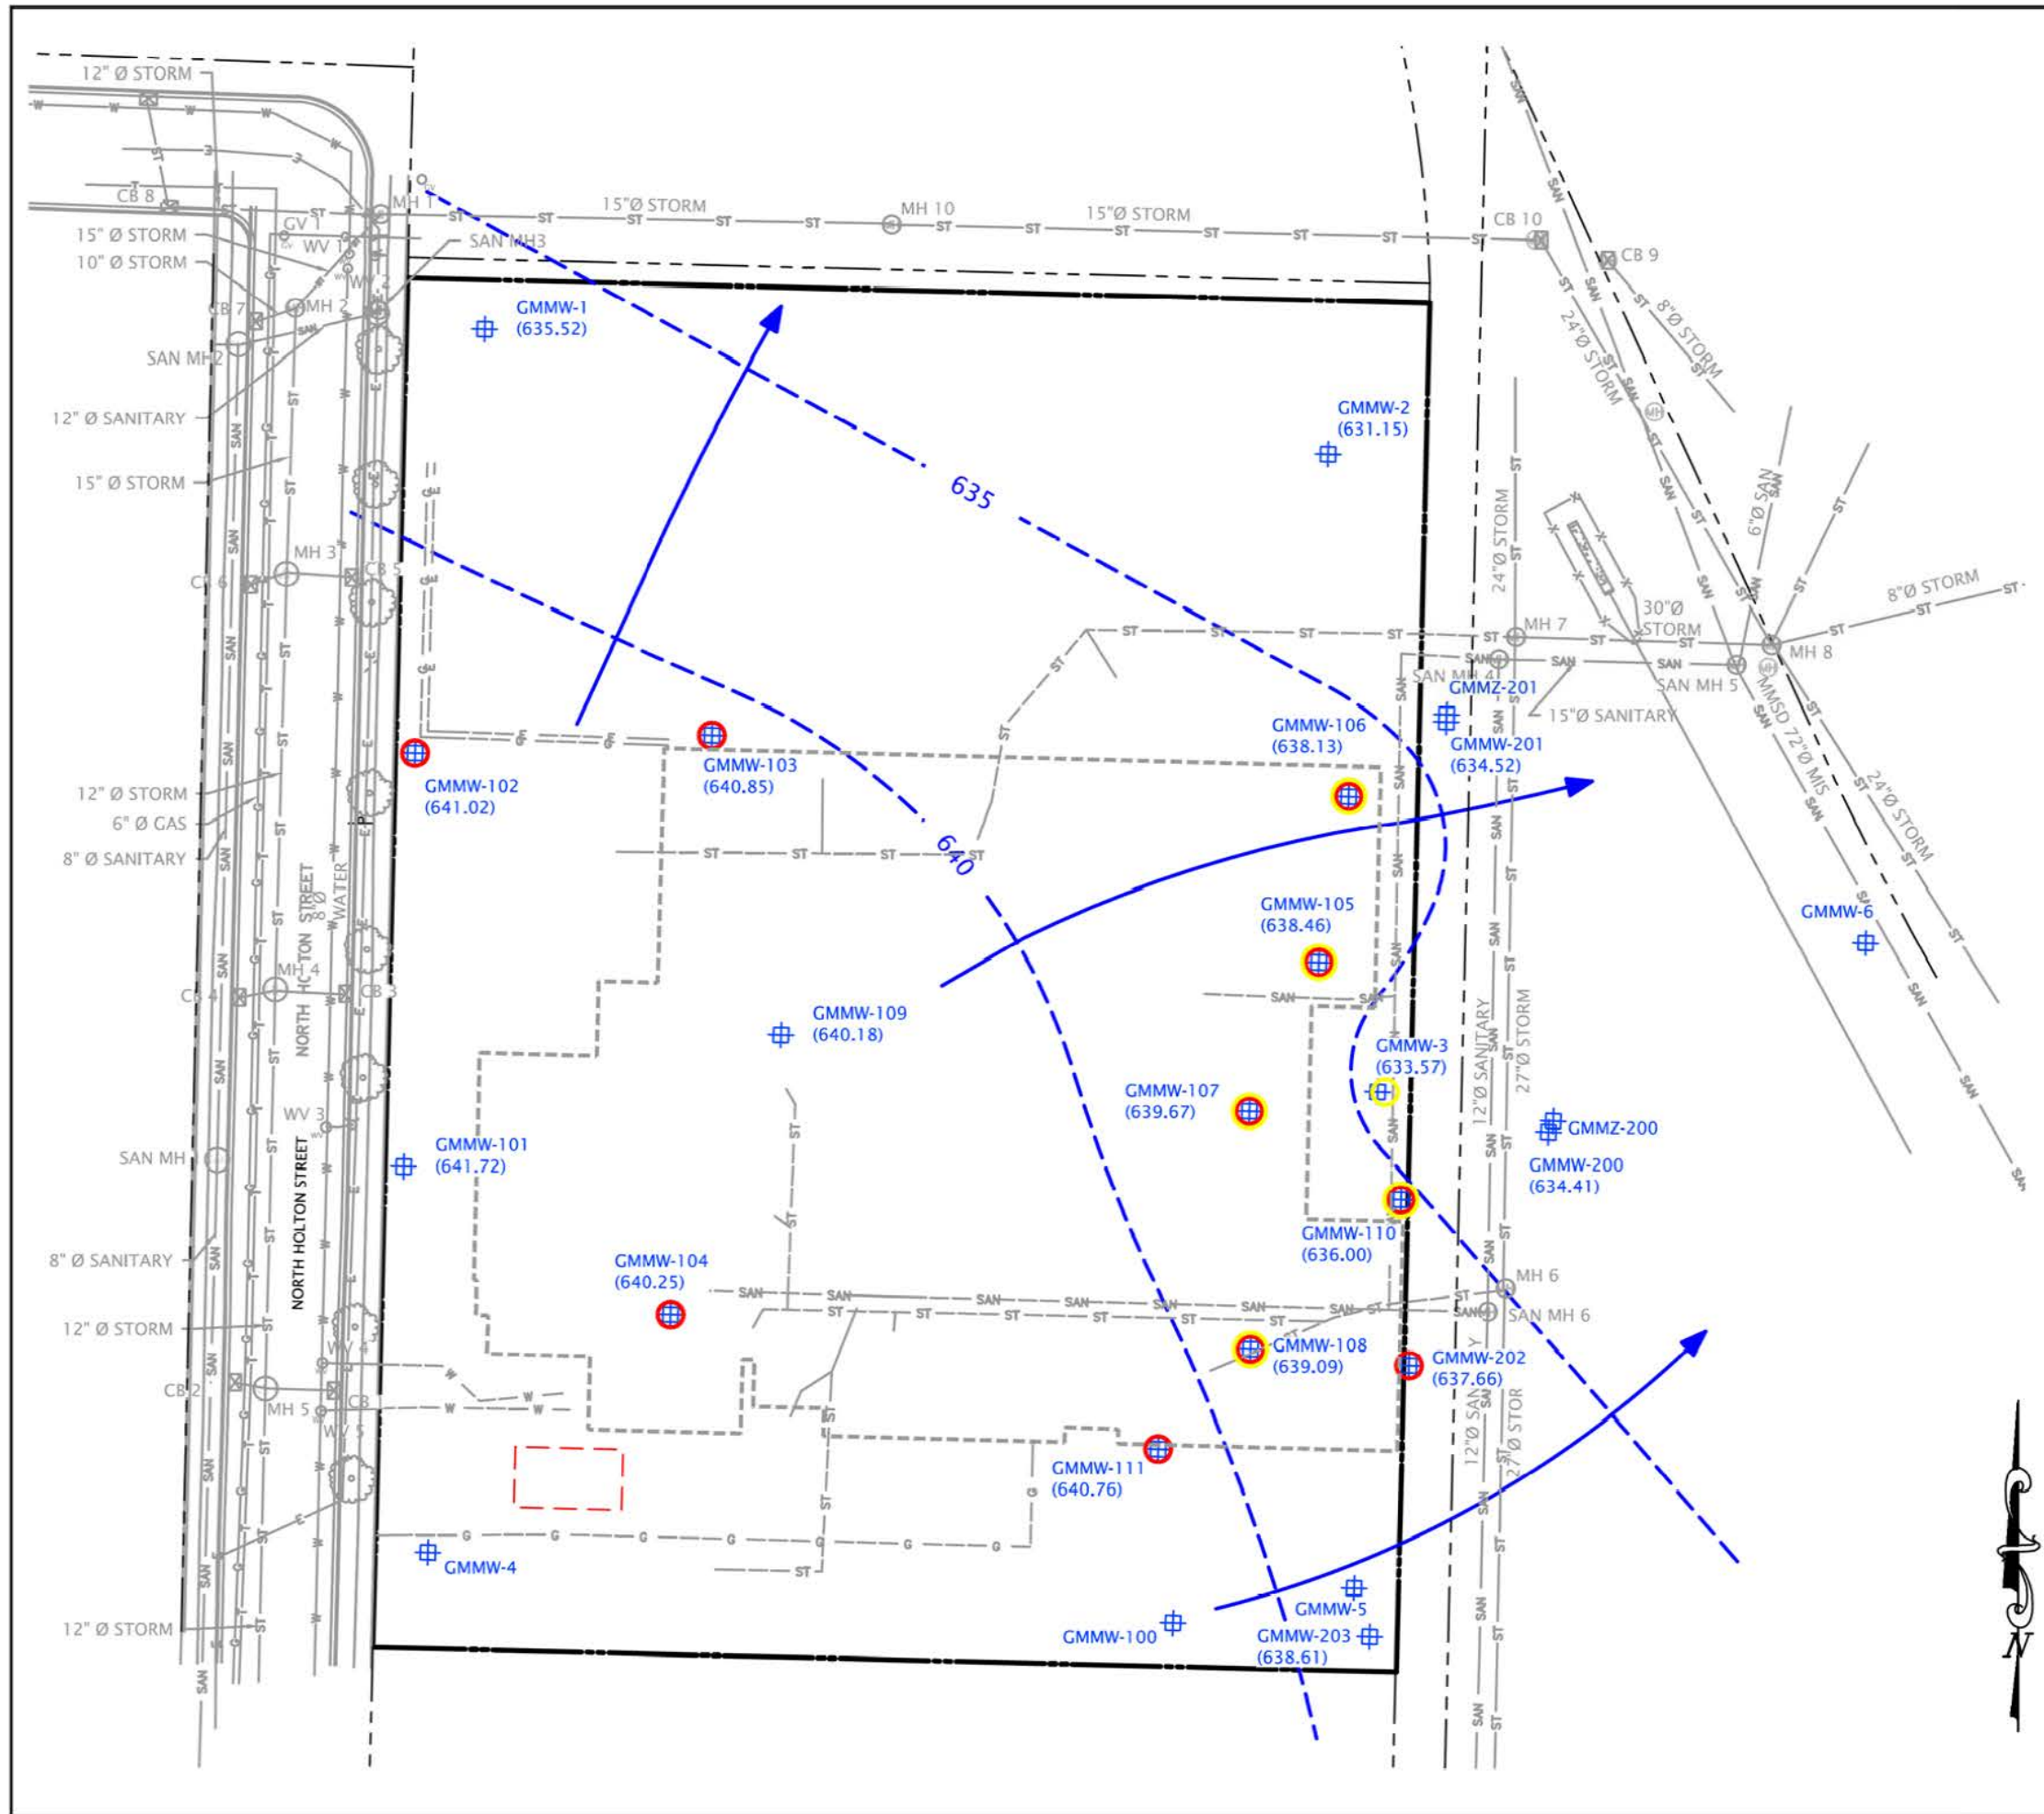 12" Ø STORM
CB 8
15" Ø STORM
10" Ø STORM
GV 1
WV 1
WV 2
MH 1
SAN MH3
15"Ø STORM
MH 10
15"Ø STORM
CB 10
CB 9
8"Ø STORM
24"Ø STORM
CB 7
MH 2
SAN MH2
12" Ø SANITARY
15" Ø STORM
GMMW-1
(635.52)
GMMW-2
(631.15)
635
MH 3
CB 6
CB 5
24"Ø STORM
6"Ø SAN
8"Ø STORM
30"Ø
STORM
MH 7
MH 8
SAN MH 4
SAN MH 5
15"Ø SANITARY
MMSD 72"Ø MIS
24"Ø STORM
GMMZ-201
GMMW-201
(634.52)
GMMW-106
(638.13)
GMMW-103
(640.85)
GMMW-102
(641.02)
12" Ø STORM
6" Ø GAS
8" Ø SANITARY
NORTH HOLTON STREET
8"Ø
WATER
640
GMMW-105
(638.46)
GMMW-6
MH 4
CB 4
CB 3
GMMW-109
(640.18)
GMMW-3
(633.57)
12"Ø SANITARY
27"Ø STORM
GMMW-107
(639.67)
GMMZ-200
GMMW-200
(634.41)
WV 3
SAN MH
GMMW-101
(641.72)
NORTH HOLTON STREET
GMMW-110
(636.00)
8" Ø SANITARY
GMMW-104
(640.25)
MH 6
SAN MH 6
12" Ø STORM
WV 4
GMMW-108
(639.09)
GMMW-202
(637.66)
CB 2
MH 5
CB
WV 5
12"Ø SAN
27"Ø STOR
GMMW-111
(640.76)
GMMW-4
GMMW-5
GMMW-100
GMMW-203
(638.61)
12" Ø STORM
N